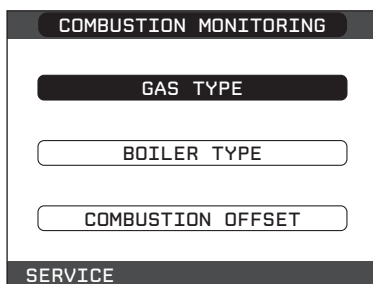 COMBUSTION MONITORING
GAS TYPE
BOILER TYPE
COMBUSTION OFFSET
SERVICE